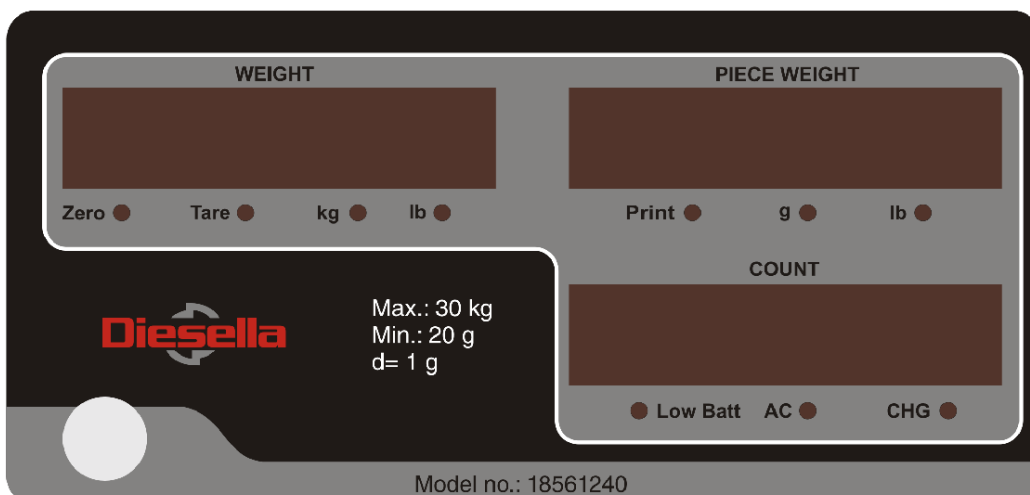 WEIGHT
PIECE WEIGHT
Zero Tare kg lb
Print g lb
COUNT
Diesella
Max.: 30 kg
Min.: 20 g
d= 1 g
Low Batt AC CHG
Model no.: 18561240